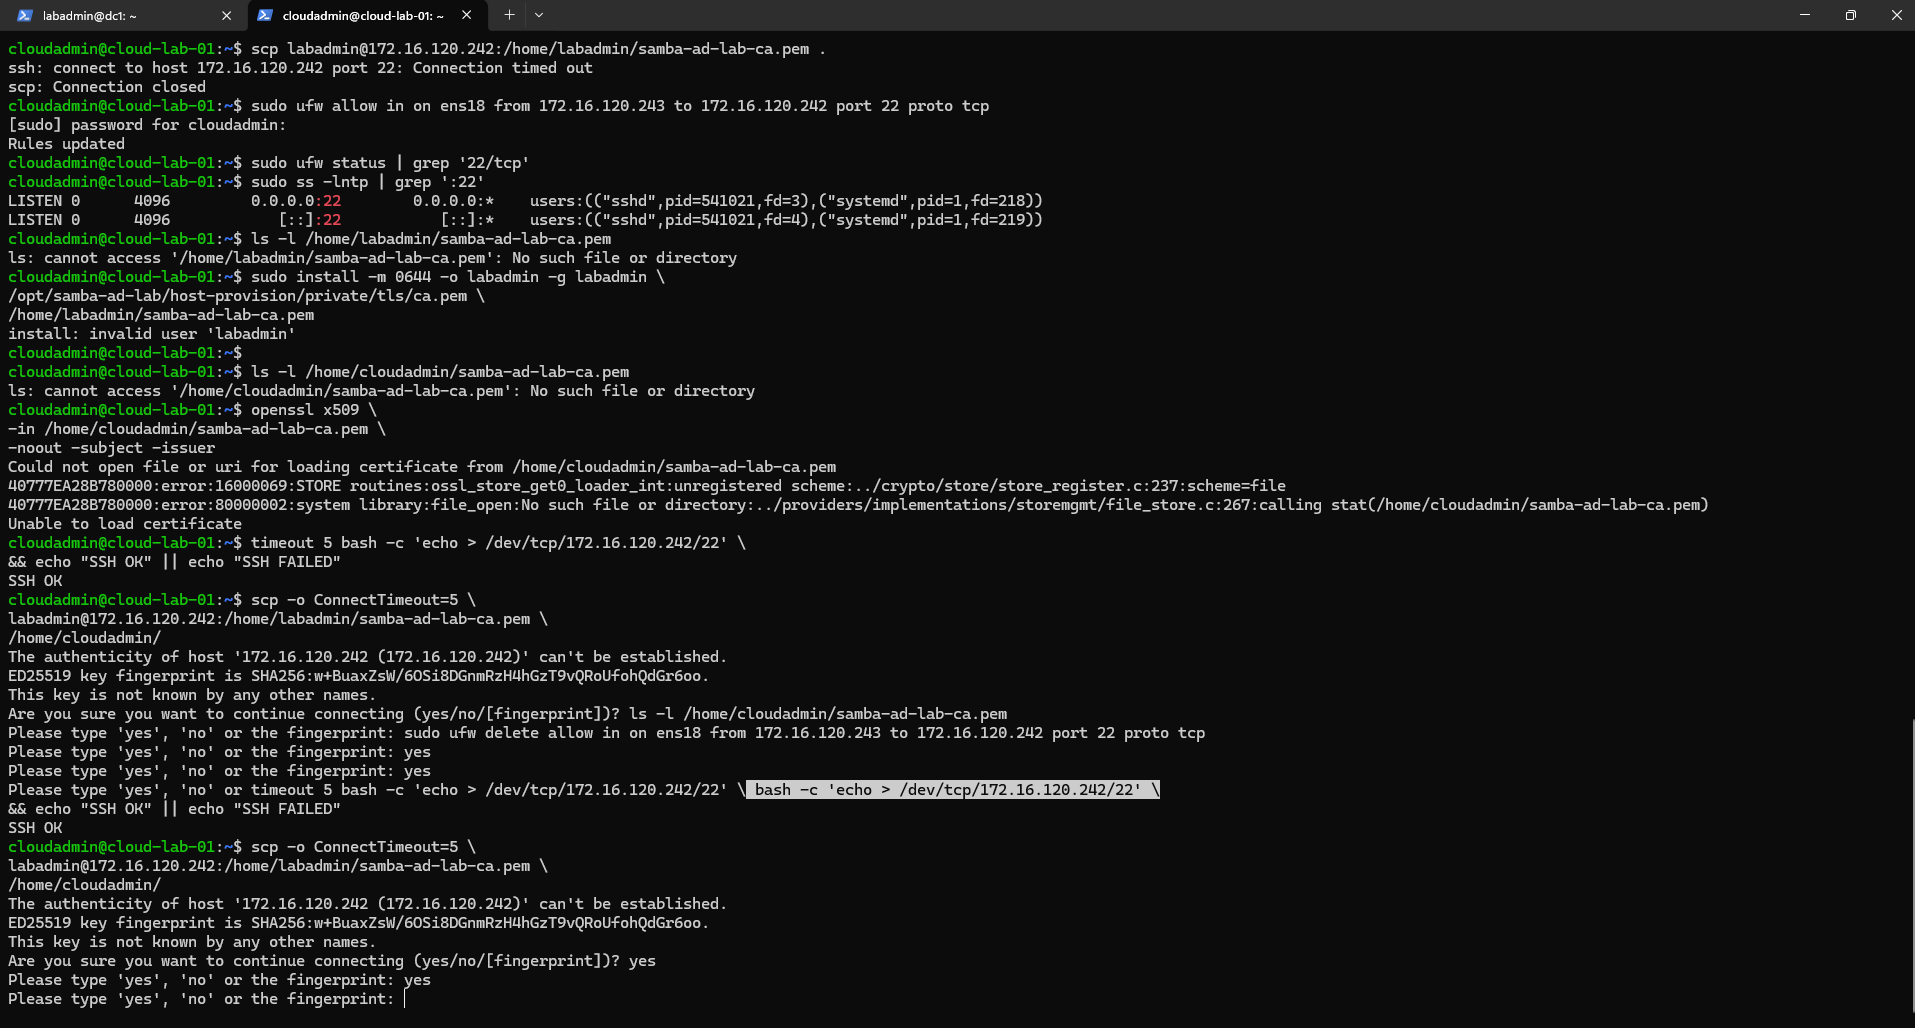 labadmin@dc1: ~
cloudadmin@cloud-lab-01: ~
cloudadmin@cloud-lab-01:~$ scp labadmin@172.16.120.242:/home/labadmin/samba-ad-lab-ca.pem .
ssh: connect to host 172.16.120.242 port 22: Connection timed out
scp: Connection closed
cloudadmin@cloud-lab-01:~$ sudo ufw allow in on ens18 from 172.16.120.243 to 172.16.120.242 port 22 proto tcp
[sudo] password for cloudadmin:
Rules updated
cloudadmin@cloud-lab-01:~$ sudo ufw status | grep '22/tcp'
cloudadmin@cloud-lab-01:~$ sudo ss -lntp | grep ':22'
LISTEN 0      4096         0.0.0.0:22        0.0.0.0:*    users:(("sshd",pid=541021,fd=3),("systemd",pid=1,fd=218))
LISTEN 0      4096            [::]:22           [::]:*    users:(("sshd",pid=541021,fd=4),("systemd",pid=1,fd=219))
cloudadmin@cloud-lab-01:~$ ls -l /home/labadmin/samba-ad-lab-ca.pem
ls: cannot access '/home/labadmin/samba-ad-lab-ca.pem': No such file or directory
cloudadmin@cloud-lab-01:~$ sudo install -m 0644 -o labadmin -g labadmin \
/opt/samba-ad-lab/host-provision/private/tls/ca.pem \
/home/labadmin/samba-ad-lab-ca.pem
install: invalid user 'labadmin'
cloudadmin@cloud-lab-01:~$
cloudadmin@cloud-lab-01:~$ ls -l /home/cloudadmin/samba-ad-lab-ca.pem
ls: cannot access '/home/cloudadmin/samba-ad-lab-ca.pem': No such file or directory
cloudadmin@cloud-lab-01:~$ openssl x509 \
-in /home/cloudadmin/samba-ad-lab-ca.pem \
-noout -subject -issuer
Could not open file or uri for loading certificate from /home/cloudadmin/samba-ad-lab-ca.pem
40777EA28B780000:error:16000069:STORE routines:ossl_store_get0_loader_int:unregistered scheme:../crypto/store/store_register.c:237:scheme=file
40777EA28B780000:error:80000002:system library:file_open:No such file or directory:../providers/implementations/storemgmt/file_store.c:267:calling stat(/home/cloudadmin/samba-ad-lab-ca.pem)
Unable to load certificate
cloudadmin@cloud-lab-01:~$ timeout 5 bash -c 'echo > /dev/tcp/172.16.120.242/22' \
&& echo "SSH OK" || echo "SSH FAILED"
SSH OK
cloudadmin@cloud-lab-01:~$ scp -o ConnectTimeout=5 \
labadmin@172.16.120.242:/home/labadmin/samba-ad-lab-ca.pem \
/home/cloudadmin/
The authenticity of host '172.16.120.242 (172.16.120.242)' can't be established.
ED25519 key fingerprint is SHA256:w+BuaxZsW/6OSi8DGnmRzH4hGzT9vQRoUfohQdGr6oo.
This key is not known by any other names.
Are you sure you want to continue connecting (yes/no/[fingerprint])? ls -l /home/cloudadmin/samba-ad-lab-ca.pem
Please type 'yes', 'no' or the fingerprint: sudo ufw delete allow in on ens18 from 172.16.120.243 to 172.16.120.242 port 22 proto tcp
Please type 'yes', 'no' or the fingerprint: yes
Please type 'yes', 'no' or the fingerprint: yes
Please type 'yes', 'no' or timeout 5 bash -c 'echo > /dev/tcp/172.16.120.242/22' \ bash -c 'echo > /dev/tcp/172.16.120.242/22' \
&& echo "SSH OK" || echo "SSH FAILED"
SSH OK
cloudadmin@cloud-lab-01:~$ scp -o ConnectTimeout=5 \
labadmin@172.16.120.242:/home/labadmin/samba-ad-lab-ca.pem \
/home/cloudadmin/
The authenticity of host '172.16.120.242 (172.16.120.242)' can't be established.
ED25519 key fingerprint is SHA256:w+BuaxZsW/6OSi8DGnmRzH4hGzT9vQRoUfohQdGr6oo.
This key is not known by any other names.
Are you sure you want to continue connecting (yes/no/[fingerprint])? yes
Please type 'yes', 'no' or the fingerprint: yes
Please type 'yes', 'no' or the fingerprint: